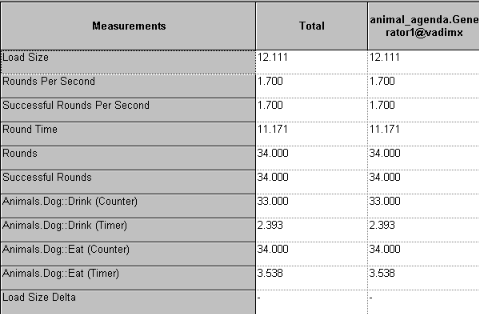 Measurements Total animal_agenda.Gene
rator1@vadimx
Load Size 12.111 12.111
Rounds Per Second 1.700 1.700
Successful Rounds Per Second 1.700 1.700
Round Time 11.171 11.171
Rounds 34.000 34.000
Successful Rounds 34.000 34.000
Animals.Dog::Drink (Counter) 33.000 33.000
Animals.Dog::Drink (Timer) 2.393 2.393
Animals.Dog::Eat (Counter) 34.000 34.000
Animals.Dog::Eat (Timer) 3.538 3.538
Load Size Delta - -